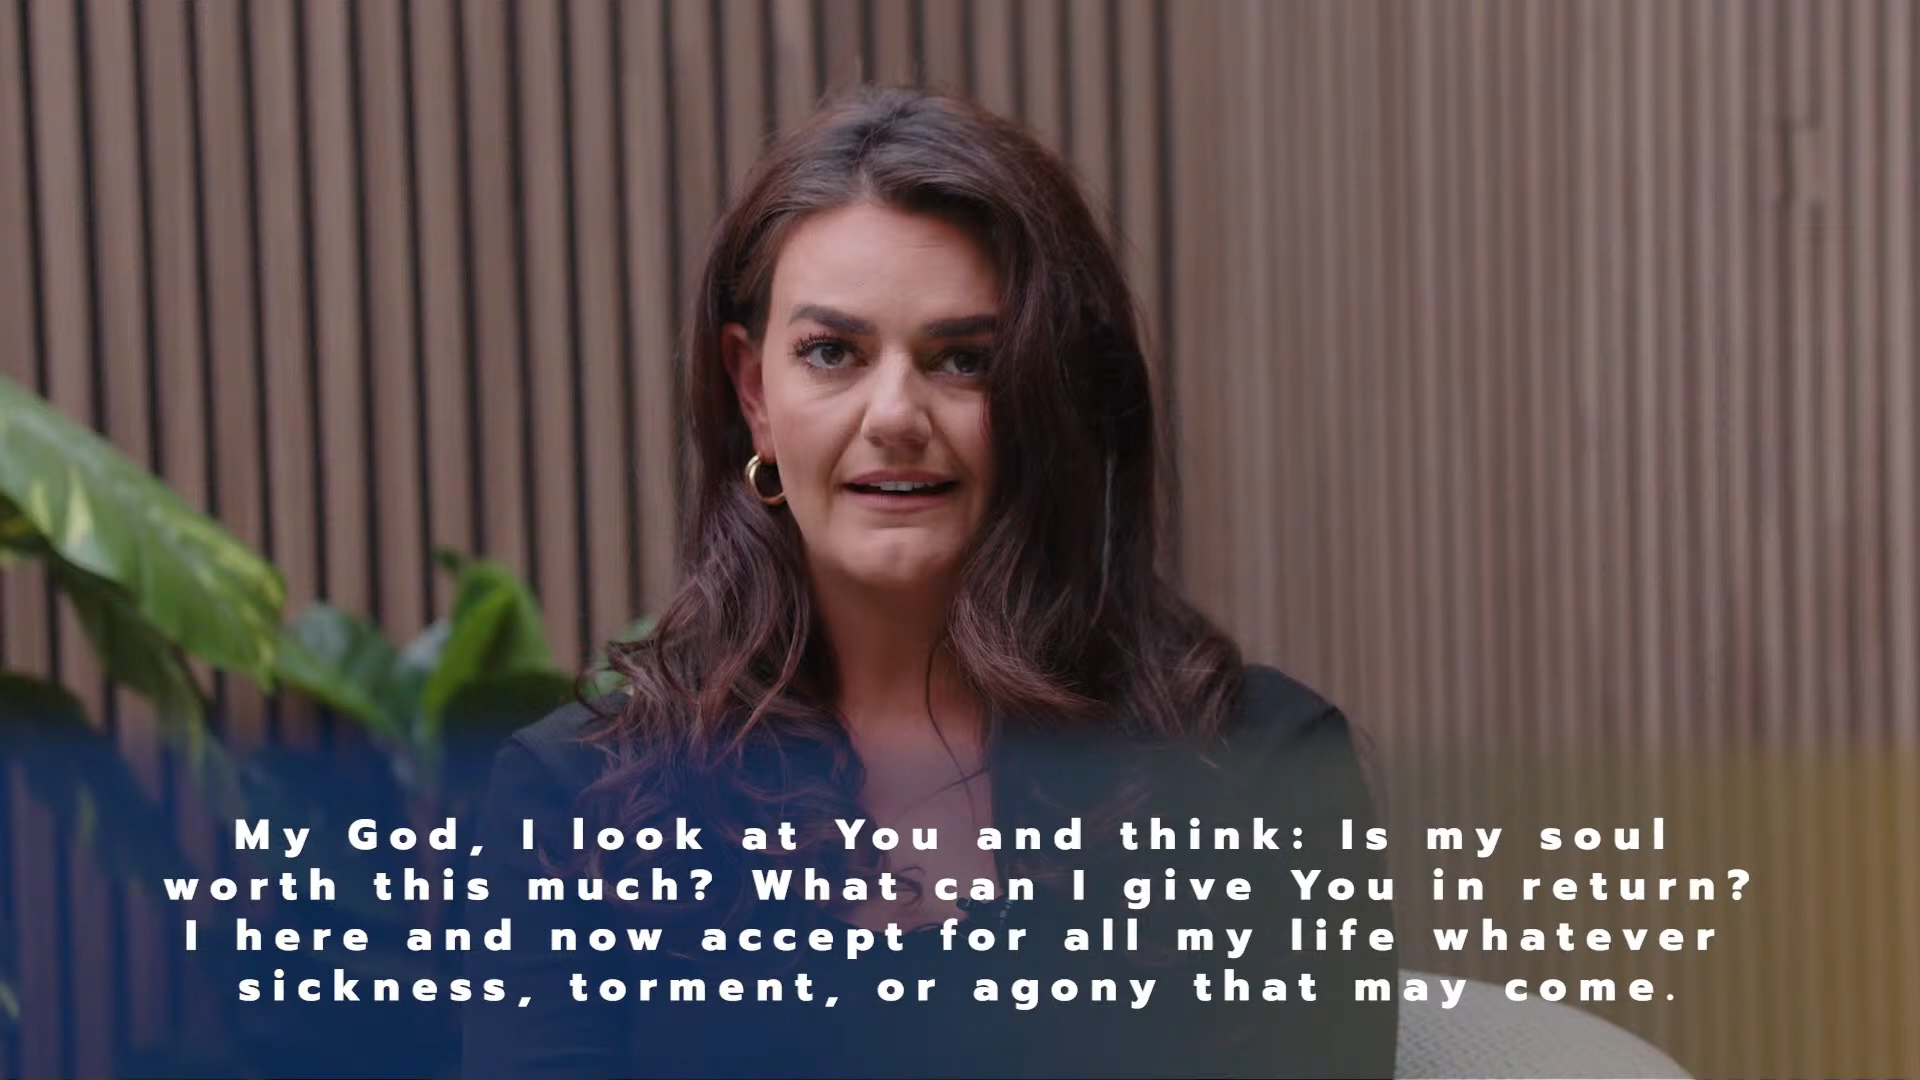 My God, I look at You and think: Is my soul
worth this much? What can I give You in return?
I here and now accept for all my life whatever
sickness, torment, or agony that may come.